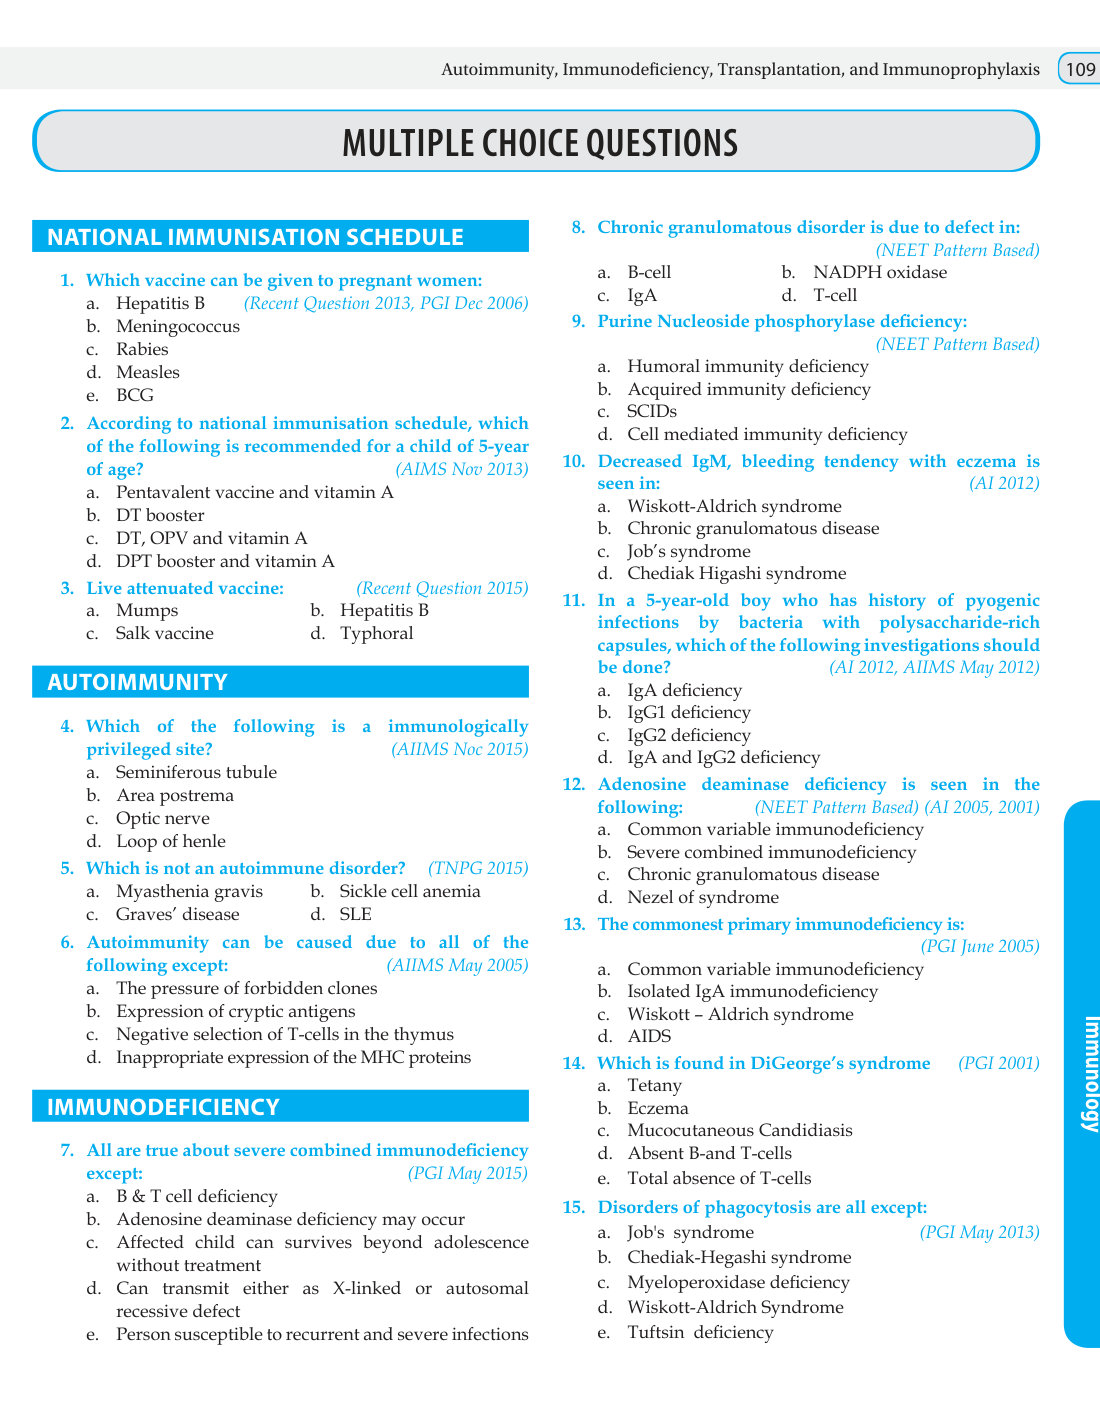 Autoimmunity, Immunodeficiency, Transplantation, and Immunoprophylaxis 109
MULTIPLE CHOICE QUESTIONS
NATIONAL IMMUNISATION SCHEDULE
1. Which vaccine can be given to pregnant women:
a. Hepatitis B (Recent Question 2013, PGI Dec 2006)
b. Meningococcus
c. Rabies
d. Measles
e. BCG
2. According to national immunisation schedule, which
of the following is recommended for a child of 5-year
of age? (AIMS Nov 2013)
a. Pentavalent vaccine and vitamin A
b. DT booster
c. DT, OPV and vitamin A
d. DPT booster and vitamin A
3. Live attenuated vaccine: (Recent Question 2015)
a. Mumps b. Hepatitis B
c. Salk vaccine d. Typhoral
AUTOIMMUNITY
4. Which of the following is a immunologically
privileged site? (AIIMS Noc 2015)
a. Seminiferous tubule
b. Area postrema
c. Optic nerve
d. Loop of henle
5. Which is not an autoimmune disorder? (TNPG 2015)
a. Myasthenia gravis b. Sickle cell anemia
c. Graves’ disease d. SLE
6. Autoimmunity can be caused due to all of the
following except: (AIIMS May 2005)
a. The pressure of forbidden clones
b. Expression of cryptic antigens
c. Negative selection of T-cells in the thymus
d. Inappropriate expression of the MHC proteins
IMMUNODEFICIENCY
7. All are true about severe combined immunodeficiency
except: (PGI May 2015)
a. B & T cell deficiency
b. Adenosine deaminase deficiency may occur
c. Affected child can survives beyond adolescence
without treatment
d. Can transmit either as X-linked or autosomal
recessive defect
e. Person susceptible to recurrent and severe infections
8. Chronic granulomatous disorder is due to defect in:
(NEET Pattern Based)
a. B-cell b. NADPH oxidase
c. IgA d. T-cell
9. Purine Nucleoside phosphorylase deficiency:
(NEET Pattern Based)
a. Humoral immunity deficiency
b. Acquired immunity deficiency
c. SCIDs
d. Cell mediated immunity deficiency
10. Decreased IgM, bleeding tendency with eczema is
seen in: (AI 2012)
a. Wiskott-Aldrich syndrome
b. Chronic granulomatous disease
c. Job’s syndrome
d. Chediak Higashi syndrome
11. In a 5-year-old boy who has history of pyogenic
infections by bacteria with polysaccharide-rich
capsules, which of the following investigations should
be done? (AI 2012, AIIMS May 2012)
a. IgA deficiency
b. IgG1 deficiency
c. IgG2 deficiency
d. IgA and IgG2 deficiency
12. Adenosine deaminase deficiency is seen in the
following: (NEET Pattern Based) (AI 2005, 2001)
a. Common variable immunodeficiency
b. Severe combined immunodeficiency
c. Chronic granulomatous disease
d. Nezel of syndrome
13. The commonest primary immunodeficiency is:
(PGI June 2005)
a. Common variable immunodeficiency
b. Isolated IgA immunodeficiency
c. Wiskott – Aldrich syndrome
d. AIDS
14. Which is found in DiGeorge’s syndrome (PGI 2001)
a. Tetany
b. Eczema
c. Mucocutaneous Candidiasis
d. Absent B-and T-cells
e. Total absence of T-cells
15. Disorders of phagocytosis are all except:
a. Job's syndrome (PGI May 2013)
b. Chediak-Hegashi syndrome
c. Myeloperoxidase deficiency
d. Wiskott-Aldrich Syndrome
e. Tuftsin deficiency
Immunology